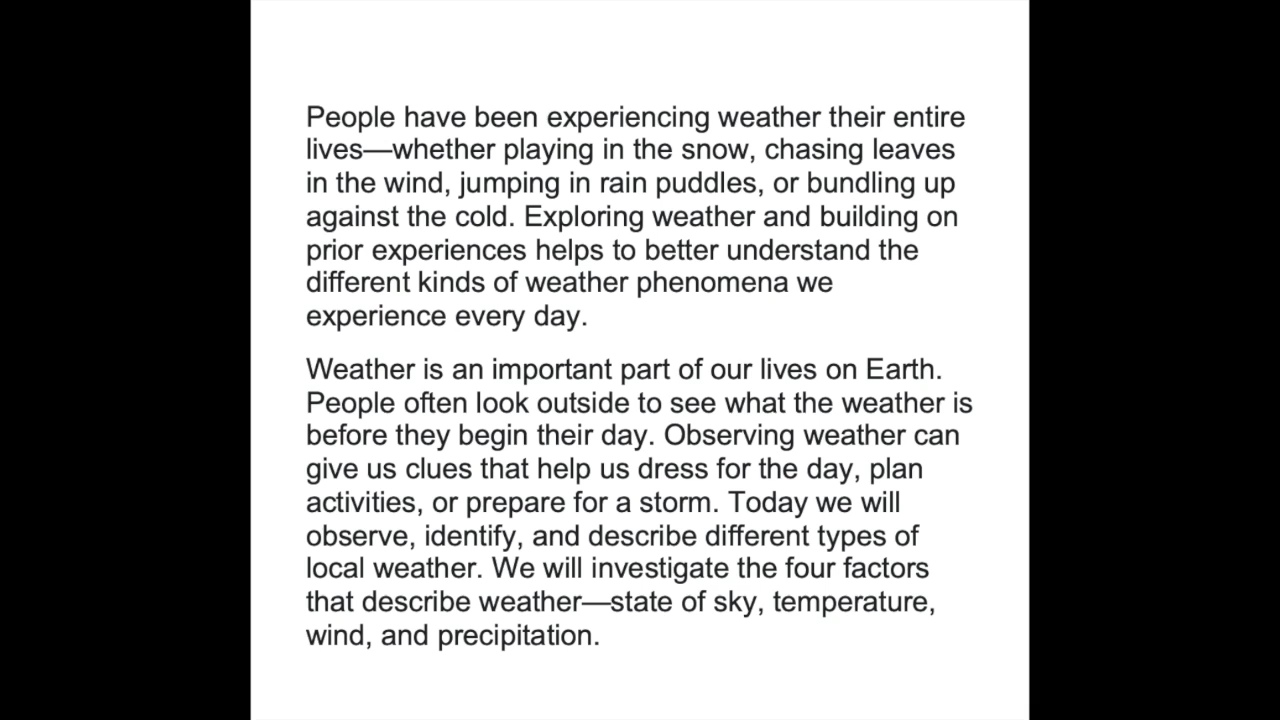 People have been experiencing weather their entire
lives—whether playing in the snow, chasing leaves
in the wind, jumping in rain puddles, or bundling up
against the cold. Exploring weather and building on
prior experiences helps to better understand the
different kinds of weather phenomena we
experience every day.
Weather is an important part of our lives on Earth.
People often look outside to see what the weather is
before they begin their day. Observing weather can
give us clues that help us dress for the day, plan
activities, or prepare for a storm. Today we will
observe, identify, and describe different types of
local weather. We will investigate the four factors
that describe weather—state of sky, temperature,
wind, and precipitation.